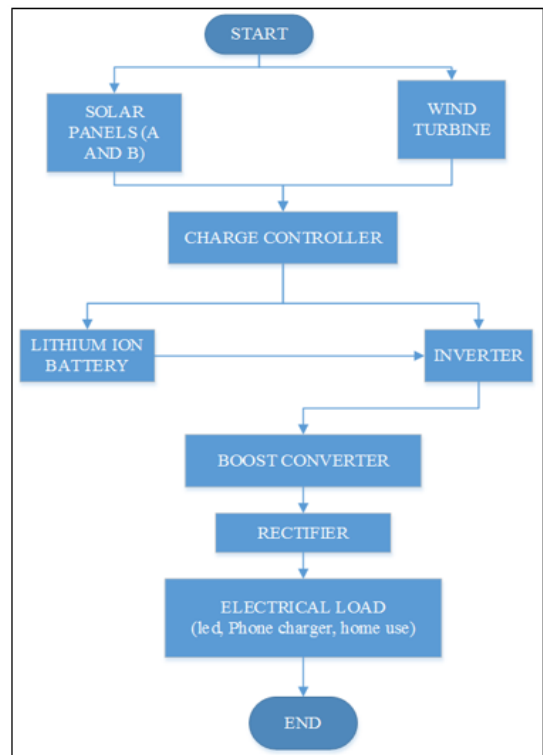 START
SOLAR
PANELS (A
AND B)
WIND
TURBINE
CHARGE CONTROLLER
LITHIUM ION
BATTERY
INVERTER
BOOST CONVERTER
RECTIFIER
ELECTRICAL LOAD
(led, Phone charger, home use)
END